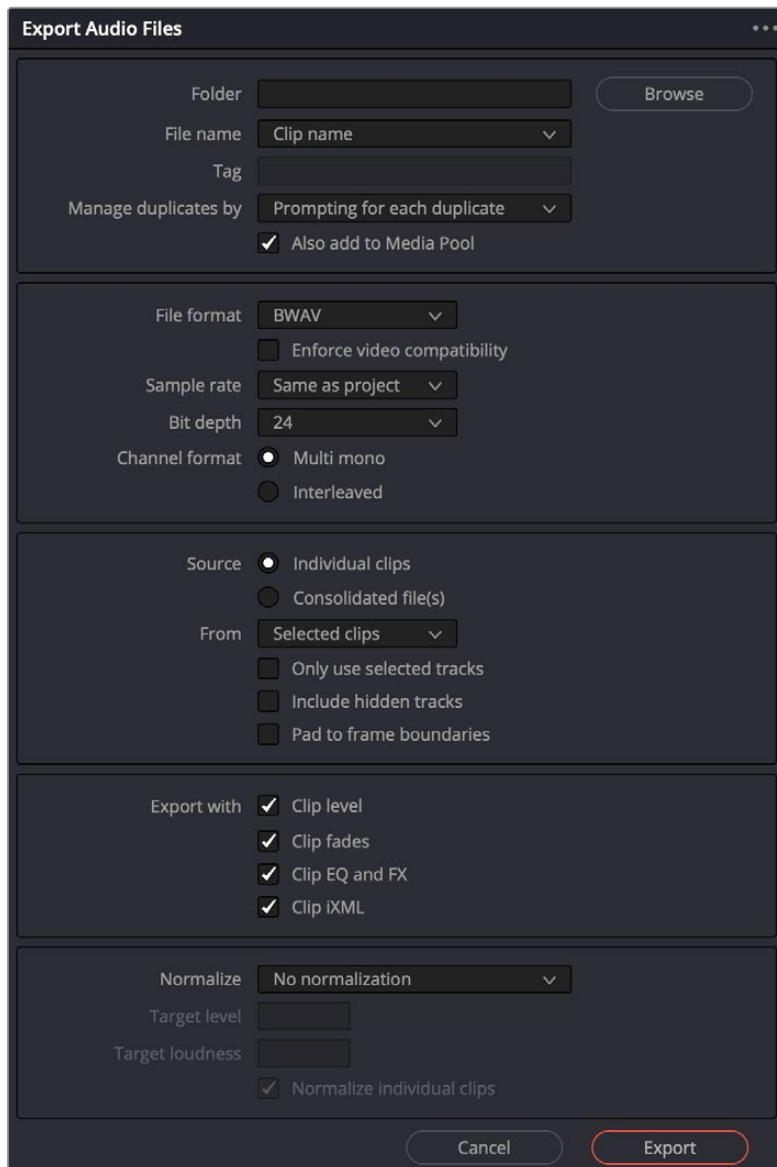 Export Audio Files
Folder Browse
File name Clip name
Tag
Manage duplicates by Prompting for each duplicate
Also add to Media Pool
File format BWAV
Enforce video compatibility
Sample rate Same as project
Bit depth 24
Channel format Multi mono
Interleaved
Source Individual clips
Consolidated file(s)
From Selected clips
Only use selected tracks
Include hidden tracks
Pad to frame boundaries
Export with Clip level
Clip fades
Clip EQ and FX
Clip iXML
Normalize No normalization
Target level
Target loudness
Normalize individual clips
Cancel Export